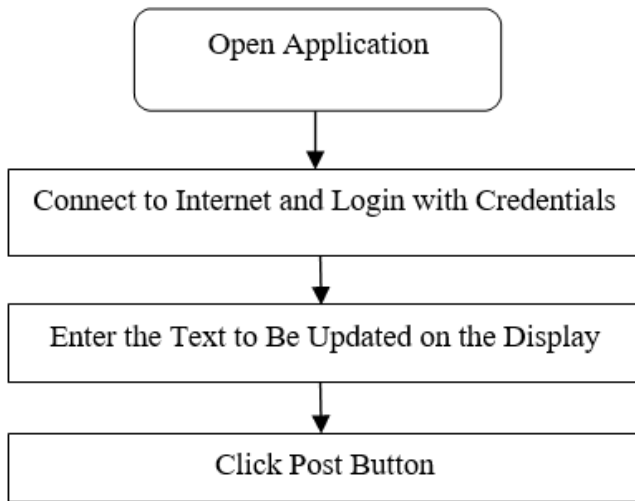 Open Application
Connect to Internet and Login with Credentials
Enter the Text to Be Updated on the Display
Click Post Button